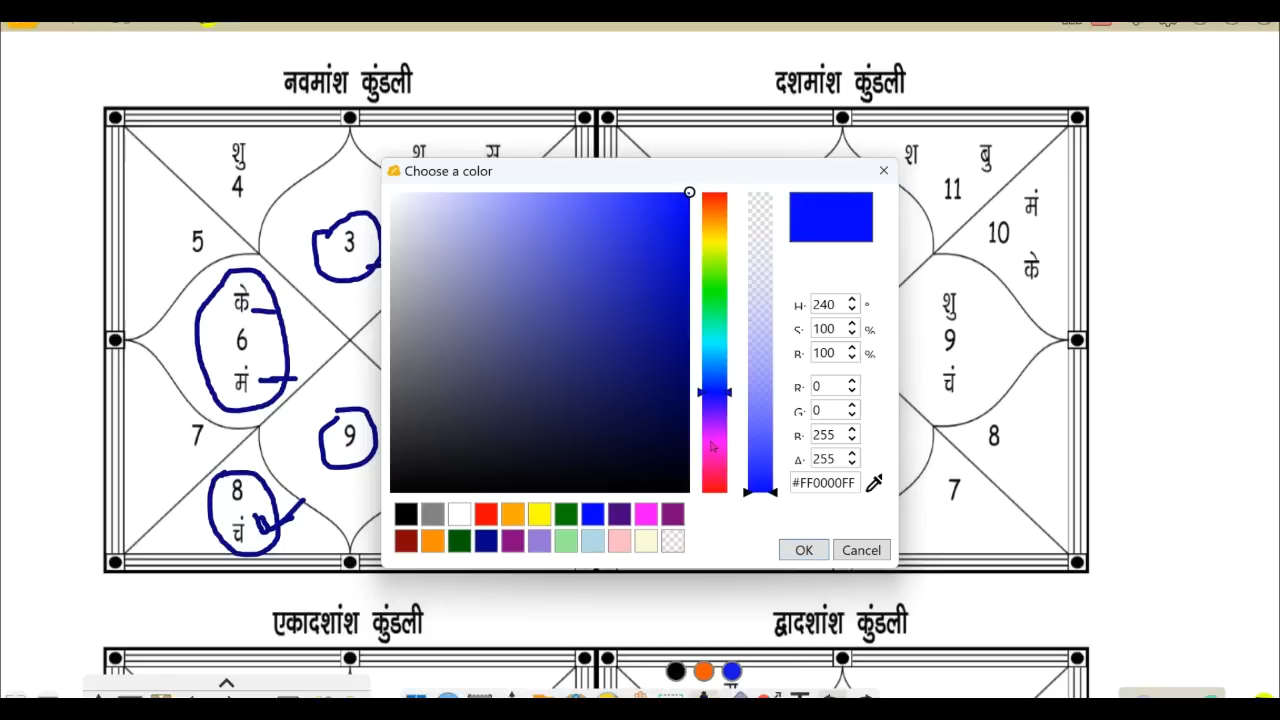 नवमांश कुंडली
दशमांश कुंडली
शु
4
5
3
के
6
मं
7
9
8
चं
Choose a color
H: 240 °
S: 100 %
B: 100 %
R: 0
G: 0
B: 255
A: 255
#FF0000FF
OK
Cancel
श
बु
11
मं
10
के
शु
9
चं
8
7
एकादशांश कुंडली
द्वादशांश कुंडली